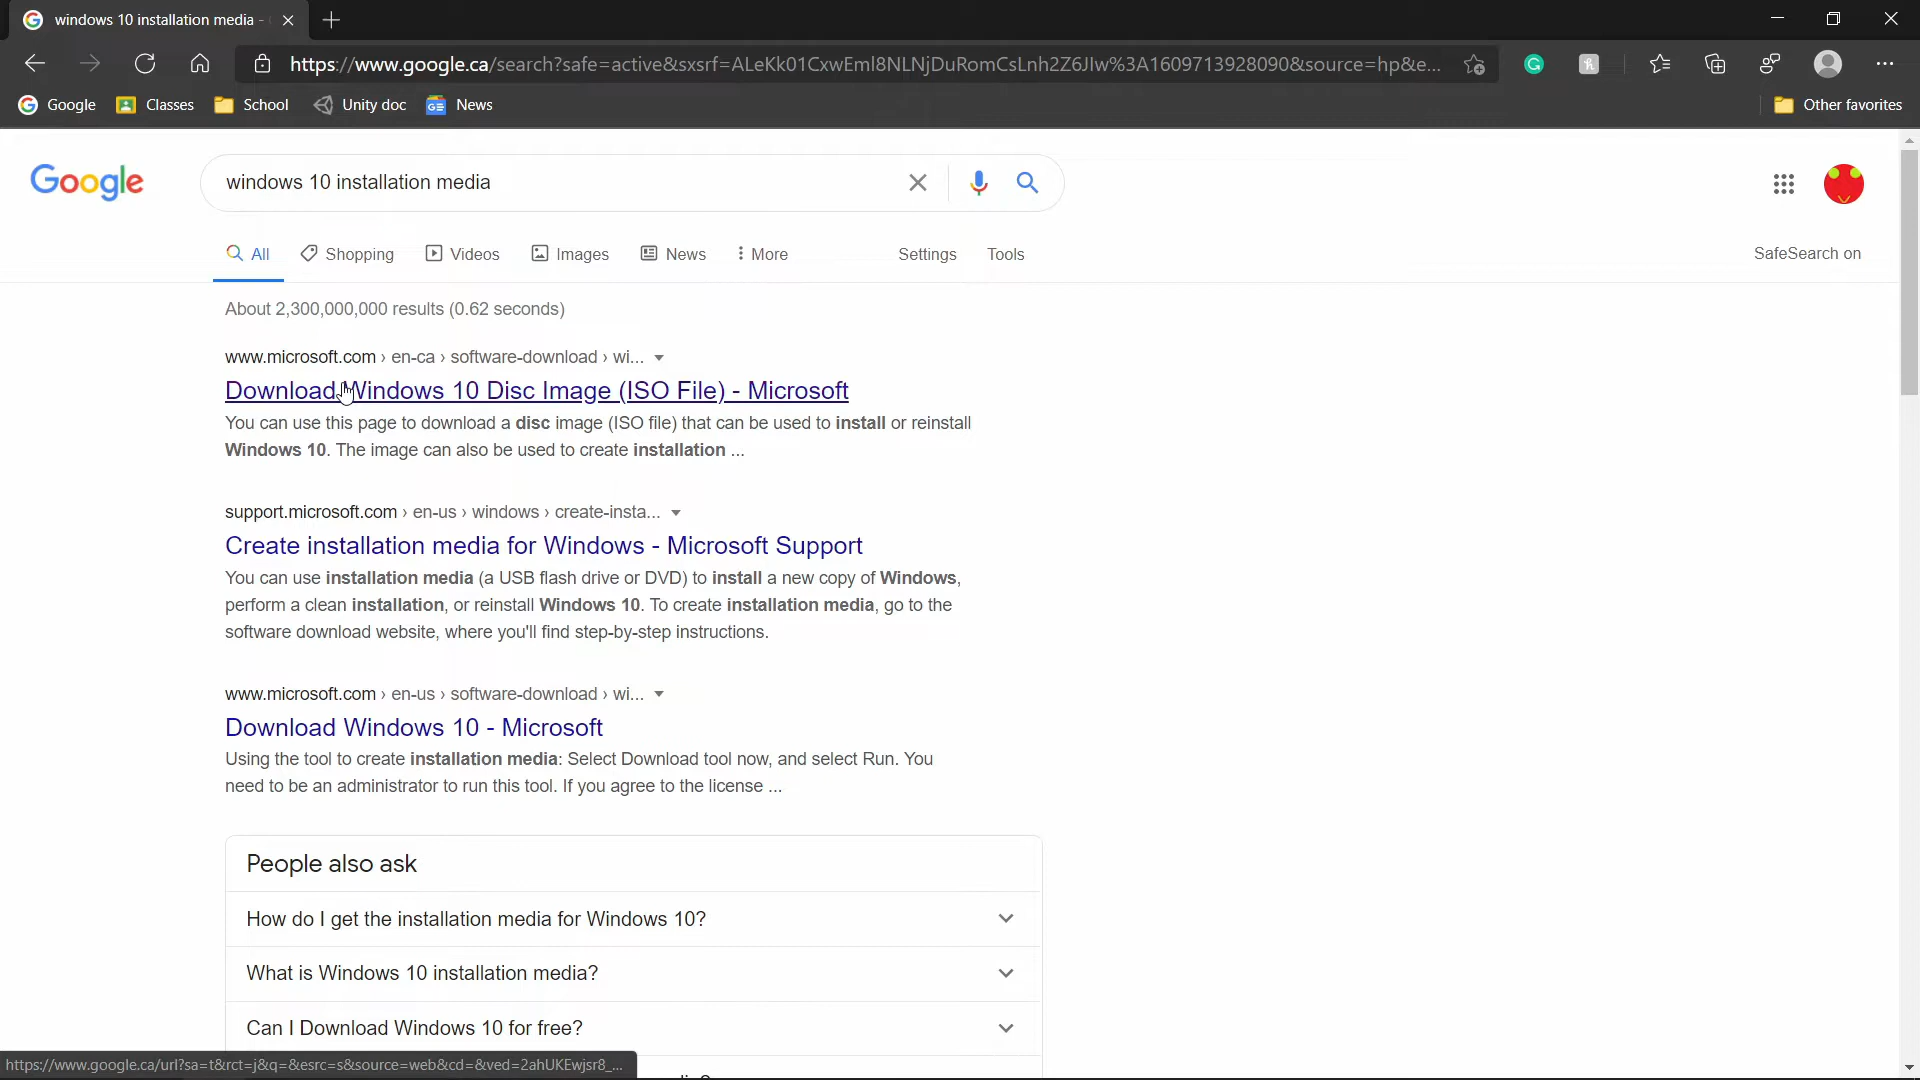 windows 10 installation media -
https://www.google.ca/search?safe=active&sxsrf=ALeKk01CxwEml8NLNjDuRomCsLnh2Z6Jlw%3A1609713928090&source=hp&e...
Google Classes School Unity doc News Other favorites
Google
windows 10 installation media
All Shopping Videos Images News More Settings Tools SafeSearch on
About 2,300,000,000 results (0.62 seconds)
www.microsoft.com › en-ca › software-download › wi...
Download Windows 10 Disc Image (ISO File) - Microsoft
You can use this page to download a disc image (ISO file) that can be used to install or reinstall
Windows 10. The image can also be used to create installation ...
support.microsoft.com › en-us › windows › create-insta...
Create installation media for Windows - Microsoft Support
You can use installation media (a USB flash drive or DVD) to install a new copy of Windows,
perform a clean installation, or reinstall Windows 10. To create installation media, go to the
software download website, where you'll find step-by-step instructions.
www.microsoft.com › en-us › software-download › wi...
Download Windows 10 - Microsoft
Using the tool to create installation media: Select Download tool now, and select Run. You
need to be an administrator to run this tool. If you agree to the license ...
People also ask
How do I get the installation media for Windows 10?
What is Windows 10 installation media?
Can I Download Windows 10 for free?
https://www.google.ca/url?sa=t&rct=j&q=&esrc=s&source=web&cd=&ved=2ahUKEwjsr8_...